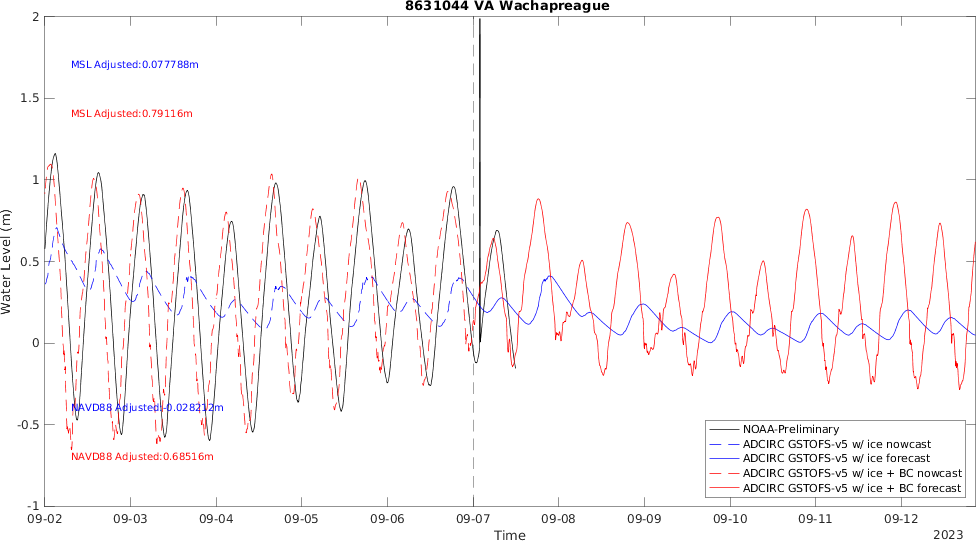 8631044 VA Wachapreague
2
MSL Adjusted:0.077788m
1.5
MSL Adjusted:0.79116m
1
0.5
Water Level (m)
0
NAVD88 Adjusted:-0.028212m
-0.5
NAVD88 Adjusted:0.68516m
-1
NOAA-Preliminary
ADCIRC GSTOFS-v5 w/ ice nowcast
ADCIRC GSTOFS-v5 w/ ice forecast
ADCIRC GSTOFS-v5 w/ ice + BC nowcast
ADCIRC GSTOFS-v5 w/ ice + BC forecast
09-02 09-03 09-04 09-05 09-06 09-07 09-08 09-09 09-10 09-11 09-12
Time
2023